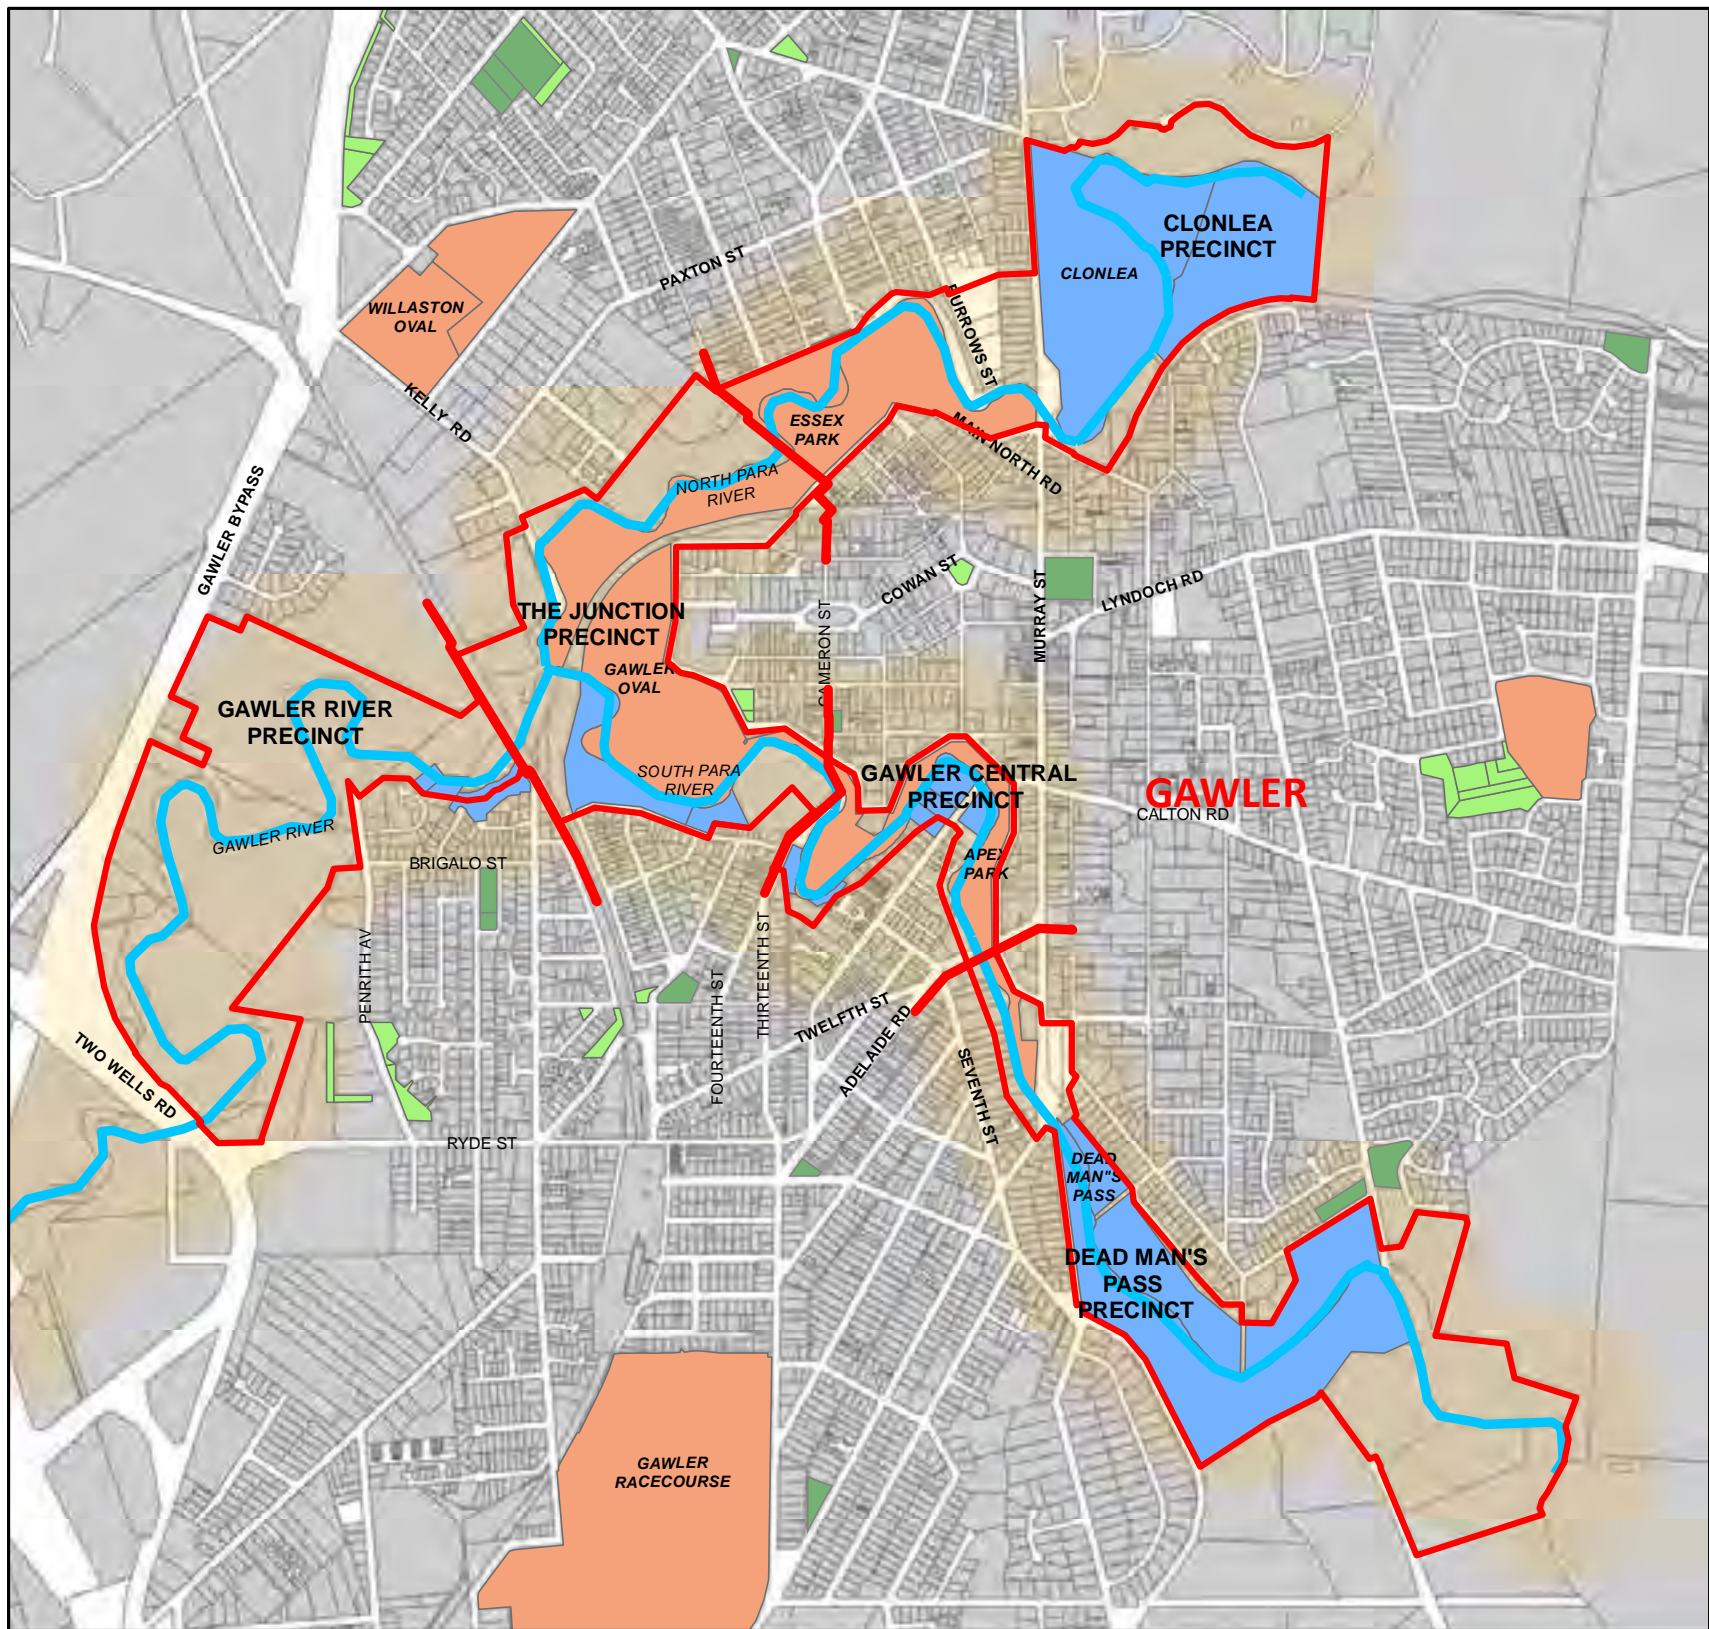 CLONLEA
PRECINCT
CLONLEA
PAXTON ST
WILLASTON
OVAL
BURROWS ST
KELLY RD
ESSEX
PARK
MAIN NORTH RD
NORTH PARA
RIVER
GAWLER BYPASS
COWAN ST
LYNDOCH RD
MURRAY ST
THE JUNCTION
PRECINCT
CAMERON ST
GAWLER
OVAL
GAWLER RIVER
PRECINCT
SOUTH PARA
RIVER
GAWLER CENTRAL
PRECINCT
GAWLER
CALTON RD
GAWLER RIVER
BRIGALO ST
APEX
PARK
PENRITH AV
THIRTEENTH ST
FOURTEENTH ST
TWELFTH ST
ADELAIDE RD
SEVENTH ST
TWO WELLS RD
RYDE ST
DEAD
MAN"S
PASS
DEAD MAN'S
PASS
PRECINCT
GAWLER
RACECOURSE